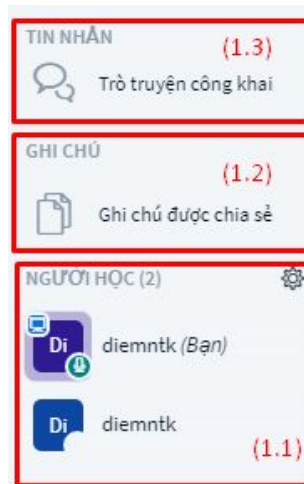 TIN NHẮN
(1.3)
Trò truyện công khai
GHI CHÚ
(1.2)
Ghi chú được chia sẻ
NGƯỜI HỌC (2)
Di diemntk (Bạn)
Di diemntk
(1.1)